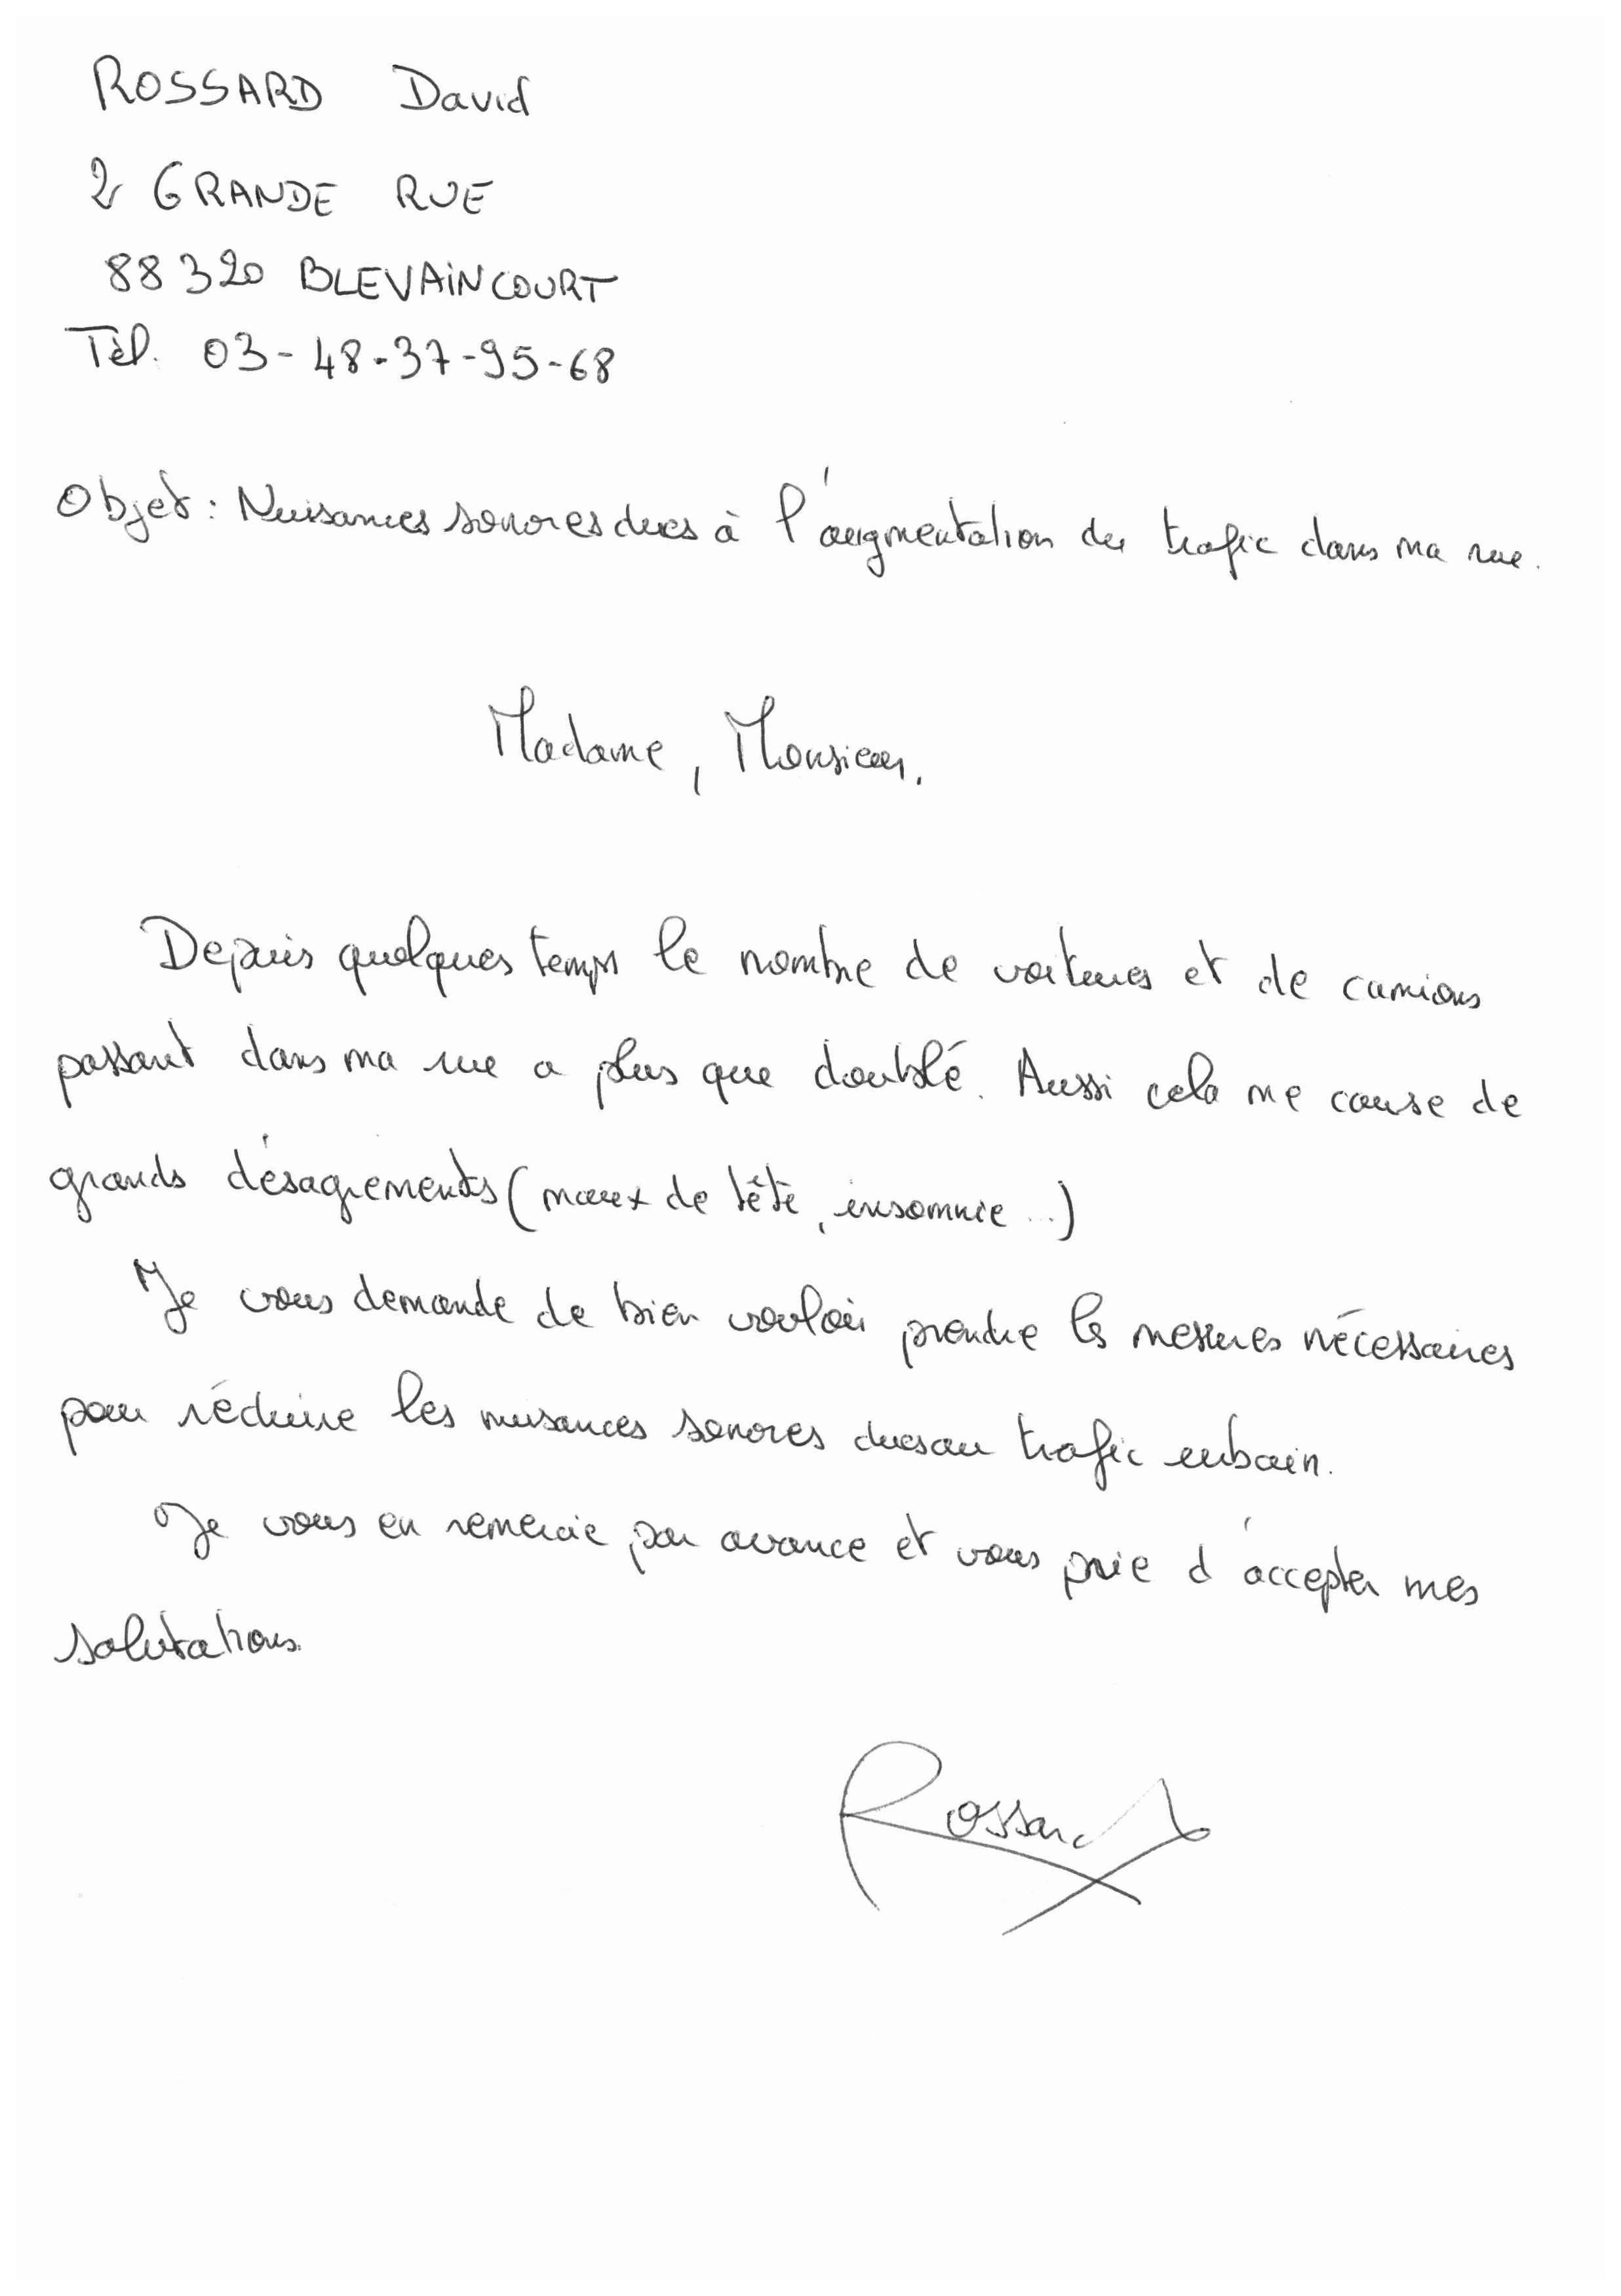 ROSSARD David
2 GRANDE RUE
88320 BLEVAINCOURT
Tèl. 03-48-37-95-68
Objet : Nuisances sonores dues à l'augmentation du trafic dans ma rue.
Madame, Monsieur.
Depuis quelques temps le nombre de voitures et de camions
passant dans ma rue a plus que doublé. Aussi cela me cause de
grands désagrements (maux de tête, insomnie ...)
Je vous demande de bien vouloir prendre les mesures nécessaires
pour réduire les nuisances sonores dues au trafic urbain.
Je vous en remercie par avance et vous prie d'accepter mes
salutations.
Rossard